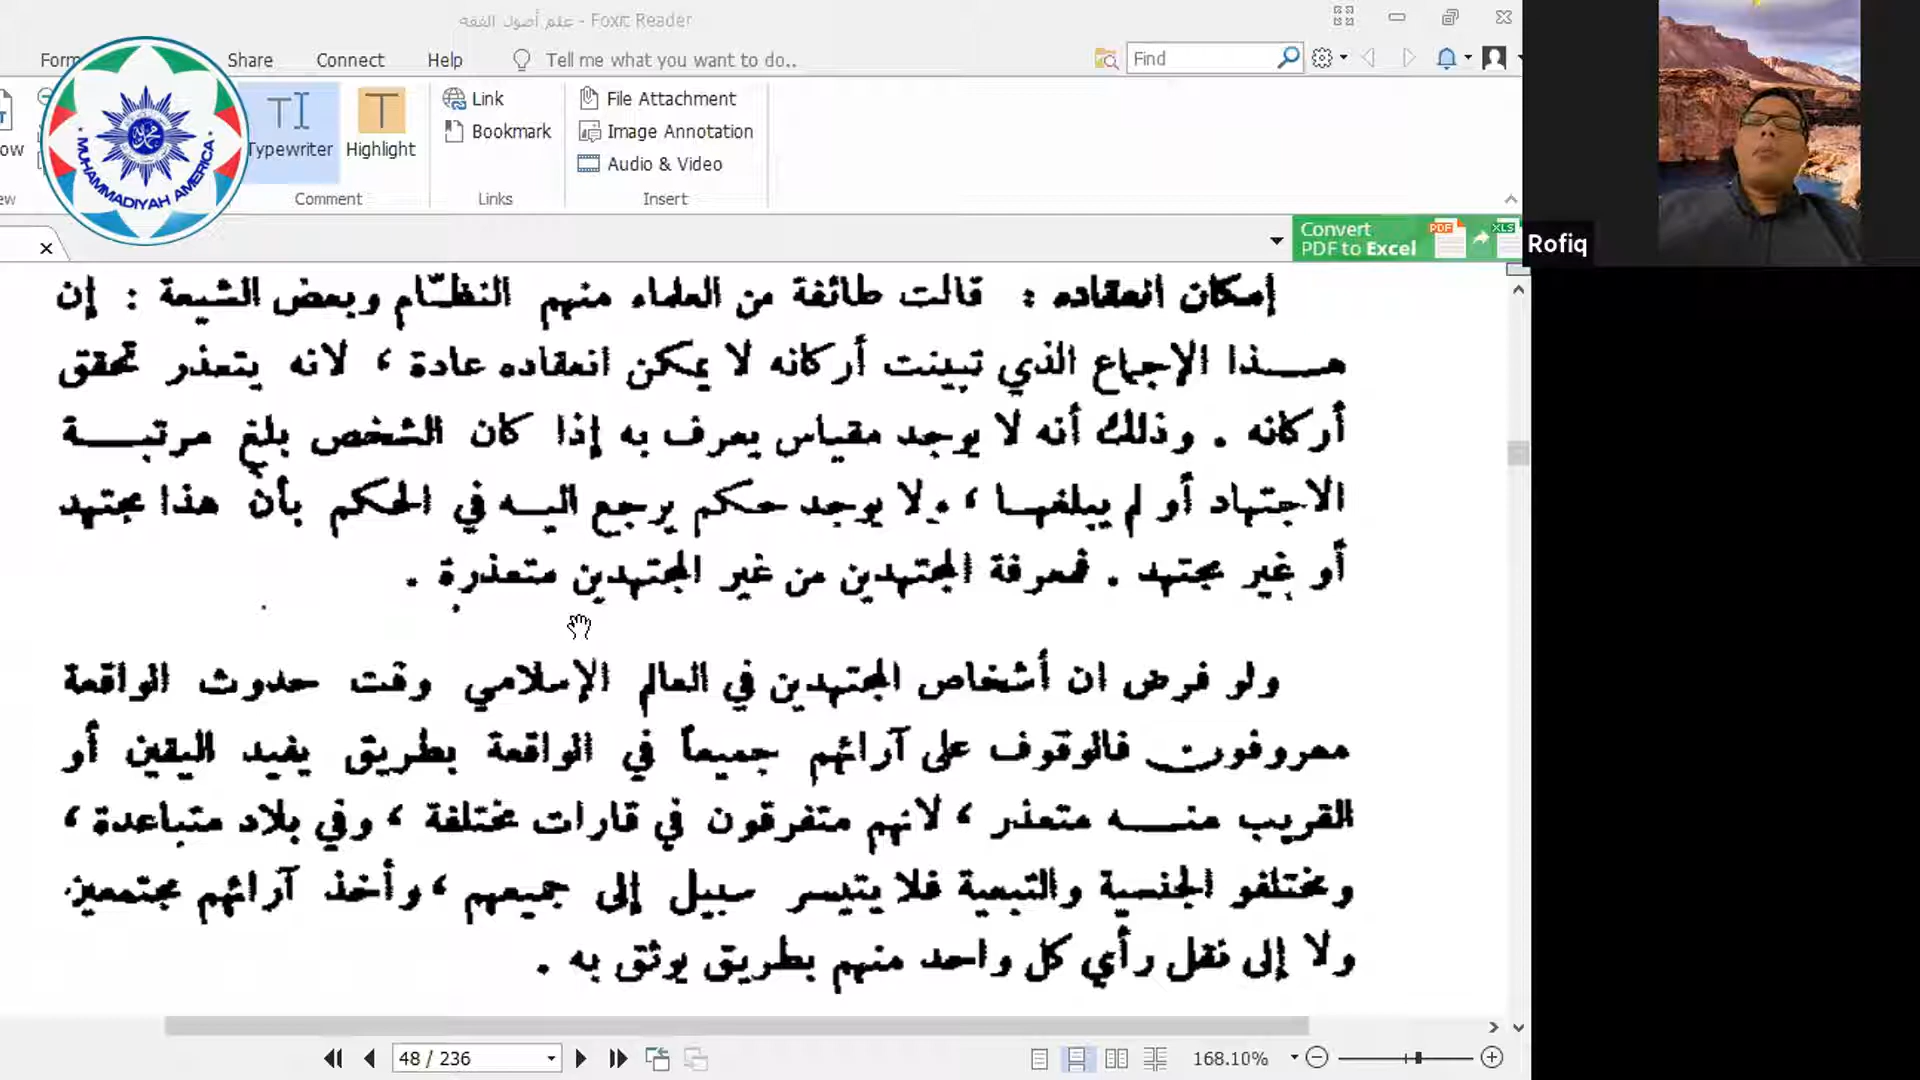 علم أصول الفقه - Foxit Reader
Form
Share
Connect
Help
Tell me what you want to do..
Find
Typewriter
Highlight
Link
Bookmark
File Attachment
Image Annotation
Audio & Video
Comment
Links
Insert
MUHAMMADIYAH AMERICA
Convert
PDF to Excel
PDF
XLS
Rofiq
إمكان انعقاده : قالت طائفة من العلماء منهم النظّام وبعض الشيعة : إن
هذا الإجماع الذي تبينت أركانه لا يمكن انعقاده عادة ، لانه يتعذر تحقق
أركانه . وذلك أنه لا يوجد مقياس يعرف به إذا كان الشخص بلغ مرتبة
الاجتهاد أو لم يبلغها ، ولا يوجد حكم يرجع اليه في الحكم بأن هذا مجتهد
أو غير مجتهد . فمعرفة المجتهدين من غير المجتهدين متعذرة .
ولو فرض ان أشخاص المجتهدين في العالم الإسلامي وقت حدوث الواقعة
معروفون فالوقوف على آرائهم جميعاً في الواقعة بطريق يفيد اليقين أو
القريب منه متعذر ، لانهم متفرقون في قارات مختلفة ، وفي بلاد متباعدة ،
ومختلفو الجنسية والتبعية فلا يتيسر سبيل إلى جميعهم ، وأخذ آرائهم مجتمعين
ولا إلى نقل رأي كل واحد منهم بطريق يوثق به .
48 / 236
168.10%